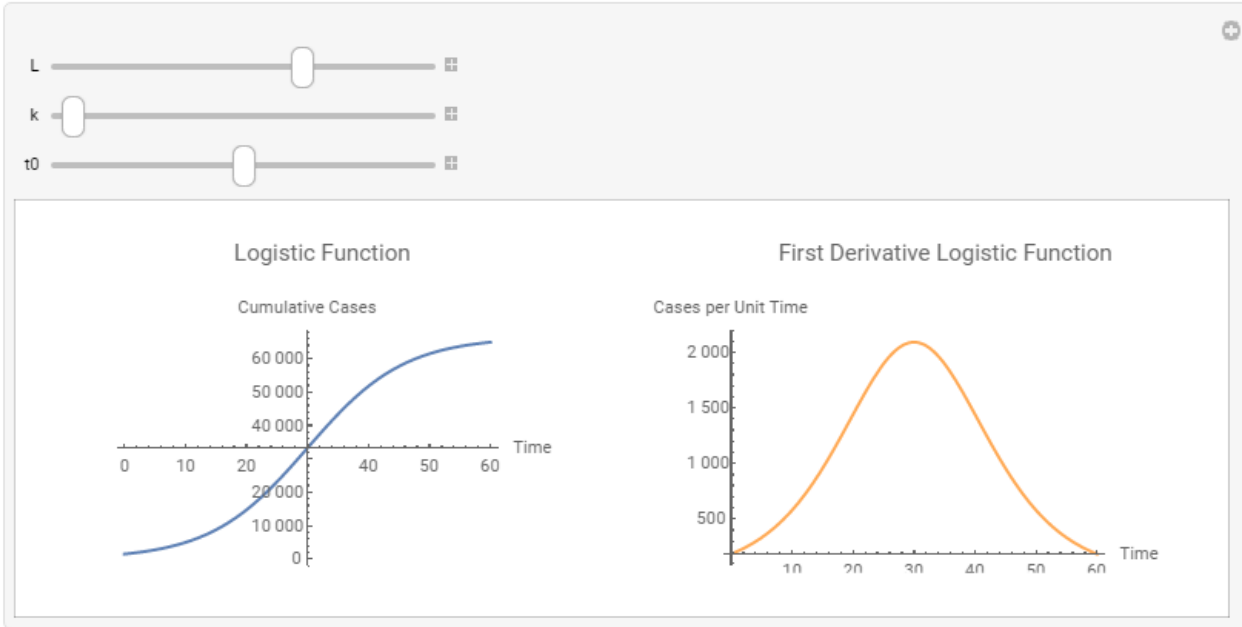 L
k
t0
Logistic Function
First Derivative Logistic Function
Cumulative Cases
Cases per Unit Time
60 000
50 000
40 000
Time
0 10 20 40 50 60
20 000
10 000
0
2 000
1 500
1 000
500
Time
10 20 30 40 50 60